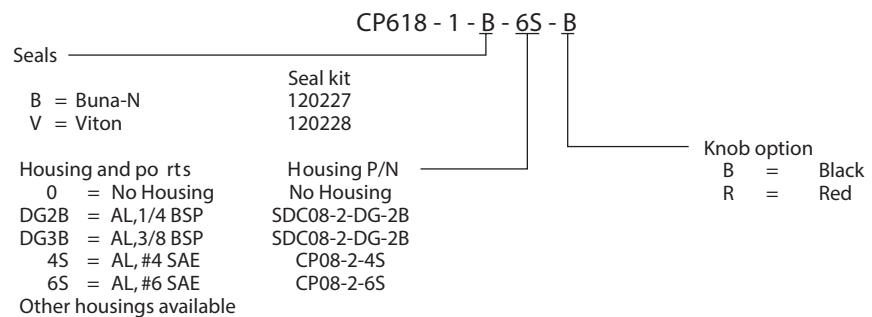 CP618 - 1 - B - 6S - B
Seals
Seal kit
B = Buna-N 120227
V = Viton 120228
Knob option
B = Black
R = Red
Housing and po rts Housing P/N
0 = No Housing No Housing
DG2B = AL,1/4 BSP SDC08-2-DG-2B
DG3B = AL,3/8 BSP SDC08-2-DG-2B
4S = AL, #4 SAE CP08-2-4S
6S = AL, #6 SAE CP08-2-6S
Other housings available